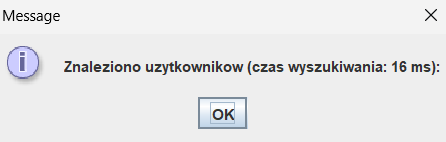 Message
Znaleziono uzytkownikow (czas wyszukiwania: 16 ms):
OK